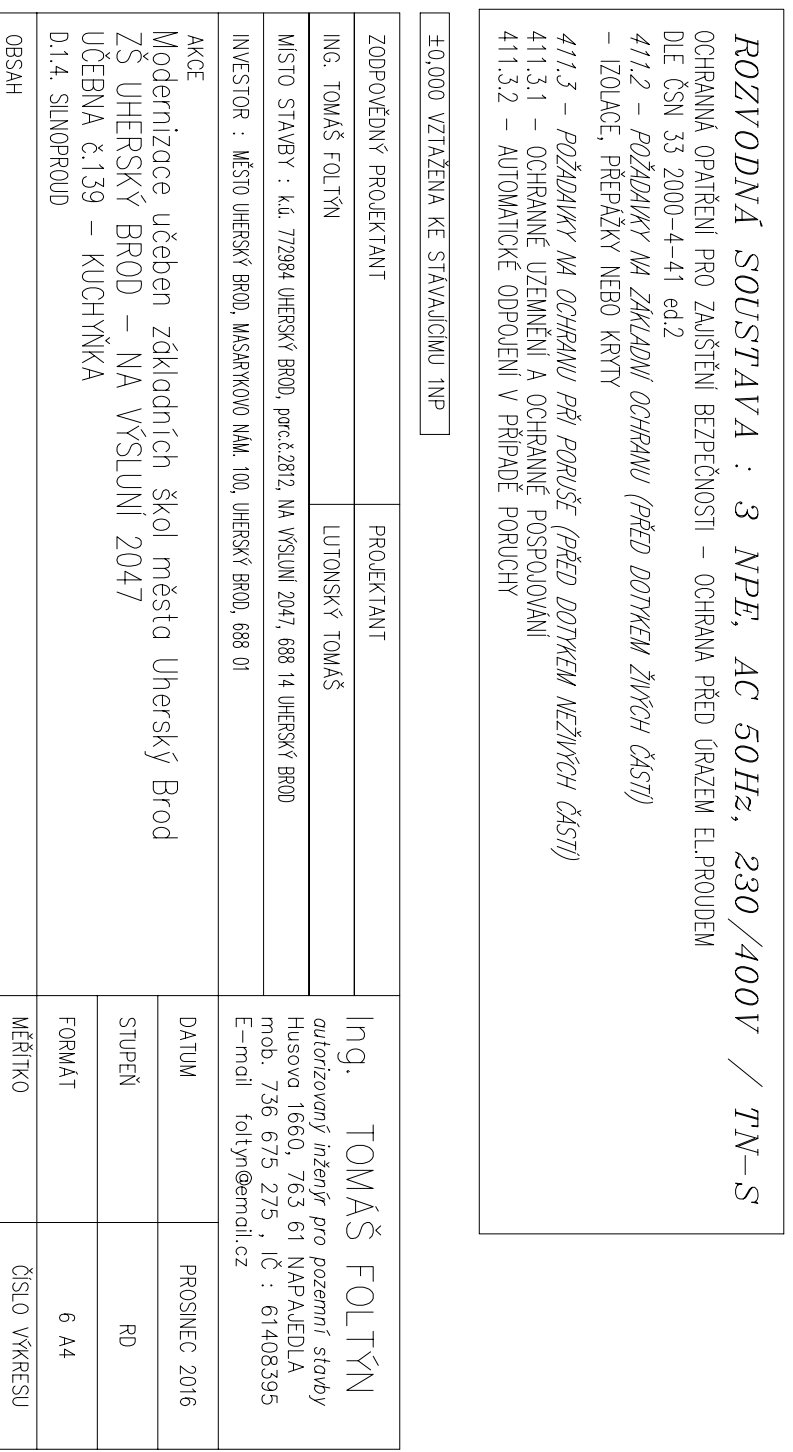 ROZVODNÁ SOUSTAVA : 3 NPE, AC 50Hz, 230/400V / TN-S
OCHRANNÁ OPATŘENÍ PRO ZAJIŠTĚNÍ BEZPEČNOSTI – OCHRANA PŘED ÚRAZEM EL.PROUDEM
DLE ČSN 33 2000-4-41 ed.2
411.2 – POŽADAVKY NA ZÁKLADNÍ OCHRANU (PŘED DOTYKEM ŽIVÝCH ČÁSTÍ)
– IZOLACE, PŘEPÁŽKY NEBO KRYTY
411.3 – POŽADAVKY NA OCHRANU PŘI PORUŠE (PŘED DOTYKEM NEŽIVÝCH ČÁSTÍ)
411.3.1 – OCHRANNÉ UZEMNĚNÍ A OCHRANNÉ POSPOJOVÁNÍ
411.3.2 – AUTOMATICKÉ ODPOJENÍ V PŘÍPADĚ PORUCHY
±0,000 VZTAŽENA KE STÁVAJÍCÍMU 1NP
ZODPOVĚDNÝ PROJEKTANT
PROJEKTANT
ING. TOMÁŠ FOLTÝN
LUTONSKÝ TOMÁŠ
MÍSTO STAVBY : k.ú. 772984 UHERSKÝ BROD, parc.č.2812, NA VÝSLUNÍ 2047, 688 14 UHERSKÝ BROD
INVESTOR : MĚSTO UHERSKÝ BROD, MASARYKOVO NÁM. 100, UHERSKÝ BROD, 688 01
Ing. TOMÁŠ FOLTÝN
autorizovaný inženýr pro pozemní stavby
Husova 1660, 763 61 NAPAJEDLA
mob. 736 675 275 , IČ : 61408395
E-mail foltyn@email.cz
AKCE
Modernizace učeben základních škol města Uherský Brod
ZŠ UHERSKÝ BROD – NA VÝSLUNÍ 2047
UČEBNA č.139 – KUCHYŇKA
D.1.4. SILNOPROUD
DATUM
PROSINEC 2016
STUPEŇ
RD
FORMÁT
6 A4
OBSAH
MĚŘÍTKO
ČÍSLO VÝKRESU